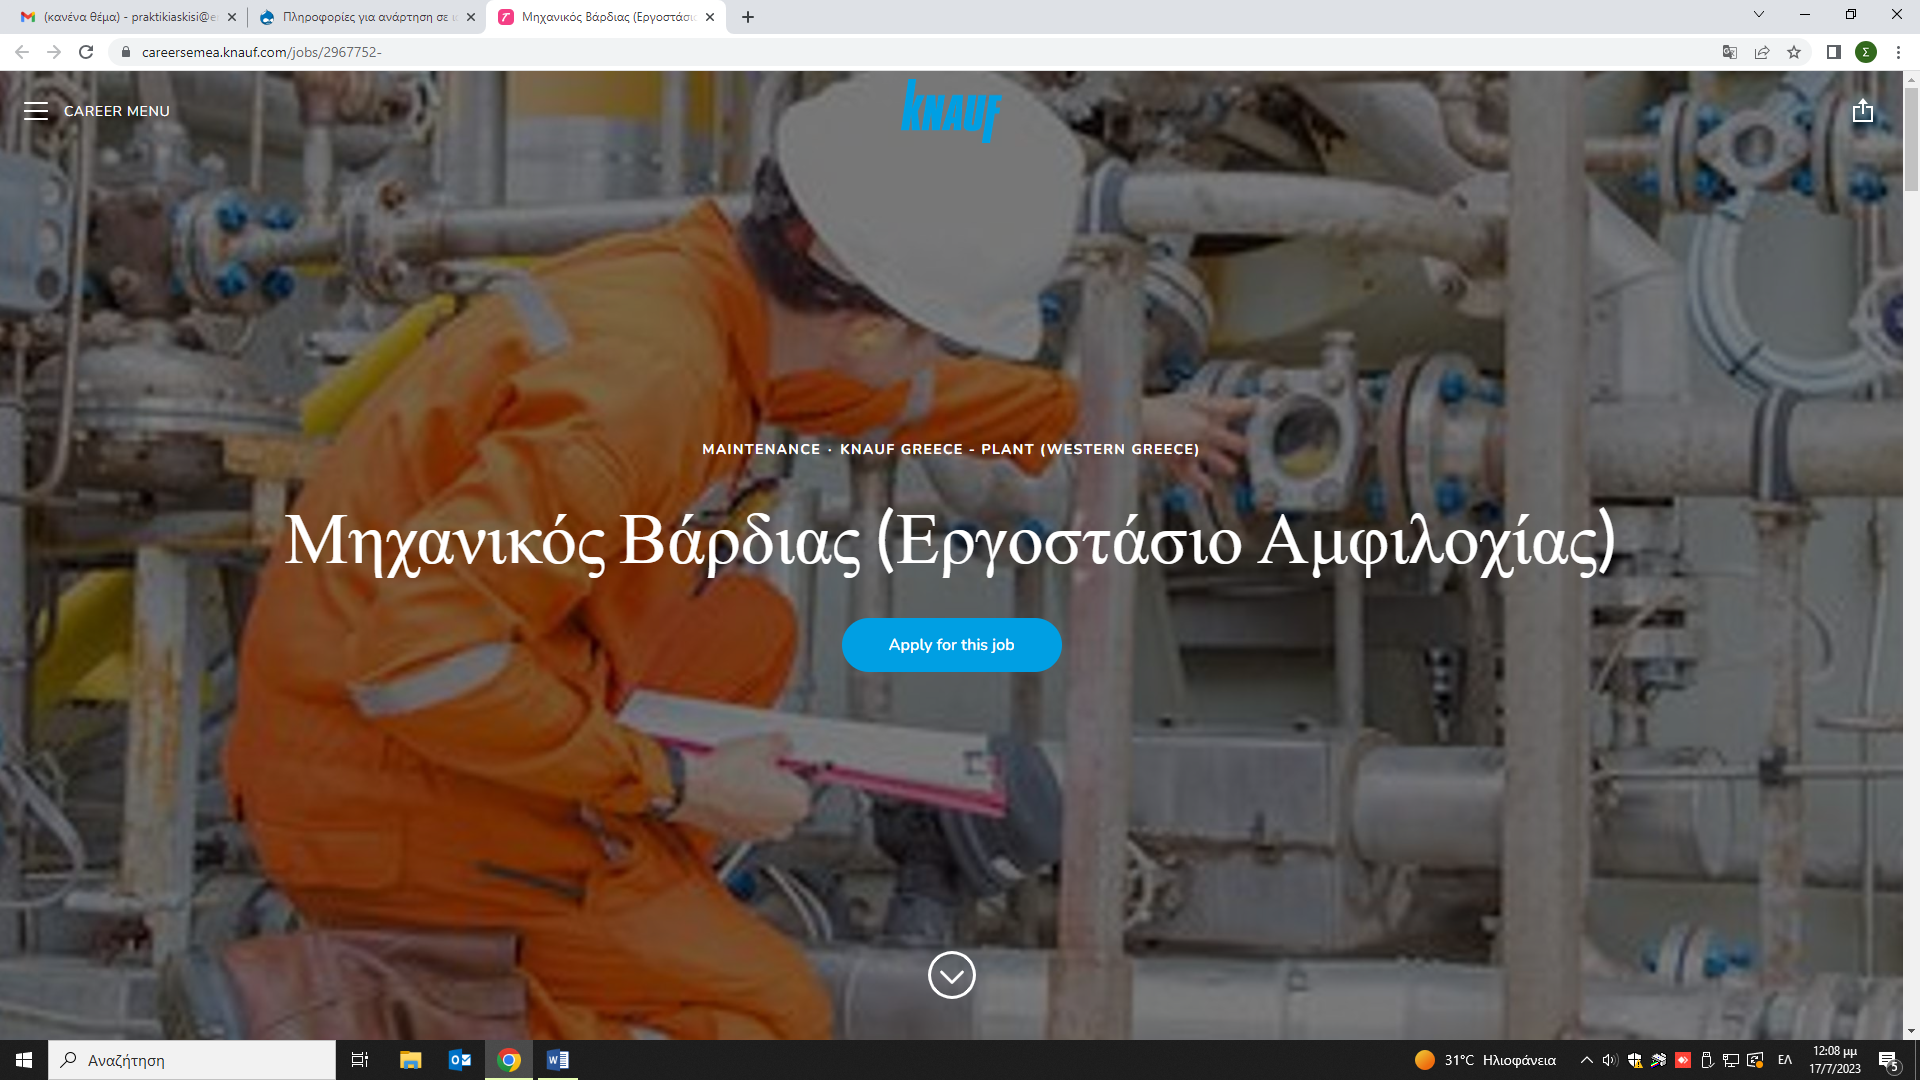 (κανένα θέμα) - praktikiaskisi@e
Πληροφορίες για ανάρτηση σε ι
Μηχανικός Βάρδιας (Εργοστάσι
careersemea.knauf.com/jobs/2967752-
Σ
CAREER MENU
KNAUF
MAINTENANCE · KNAUF GREECE - PLANT (WESTERN GREECE)
Μηχανικός Βάρδιας (Εργοστάσιο Αμφιλοχίας)
Apply for this job
Αναζήτηση
31°C Ηλιοφάνεια
ΕΛ
12:08 μμ
17/7/2023
5